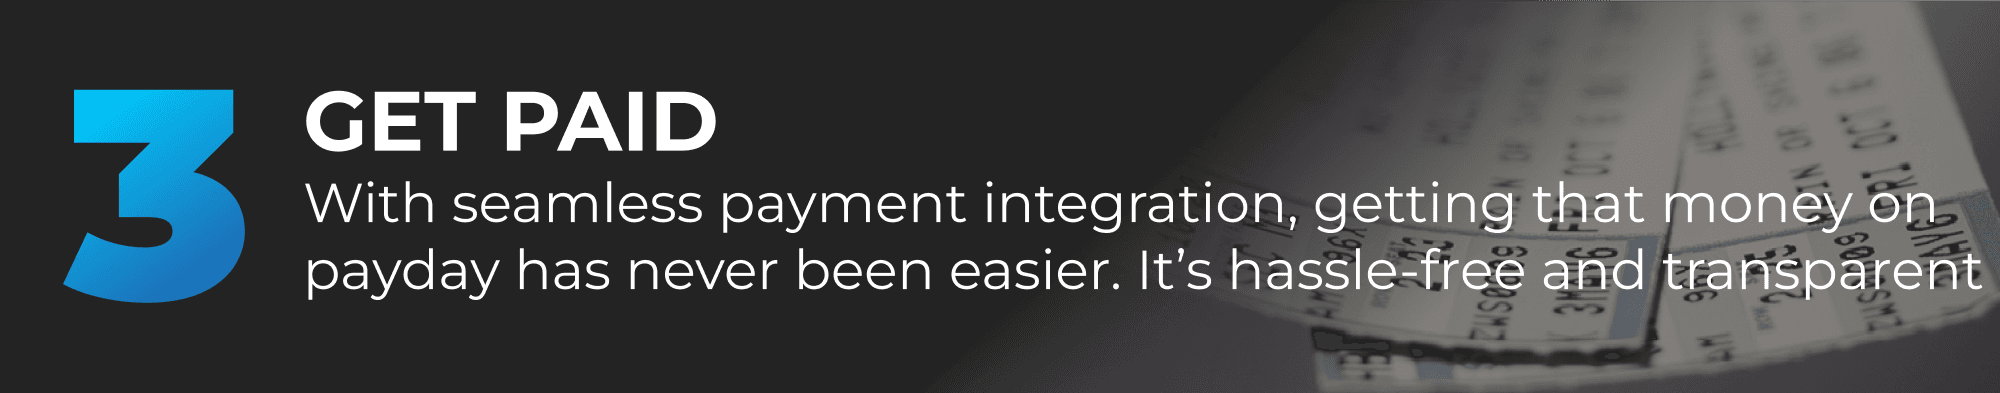 3
GET PAID
With seamless payment integration, getting that money on
payday has never been easier. It’s hassle-free and transparent